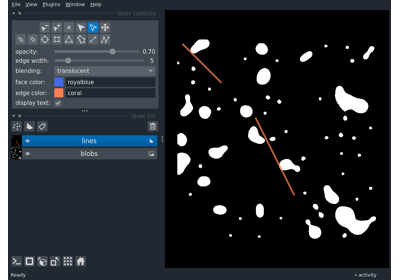 File View Plugins Window Help
layer controls
opacity: 0.70
edge width: 5
blending: translucent
face color: royalblue
edge color: coral
display text:
layer list
lines
blobs
Ready
activity